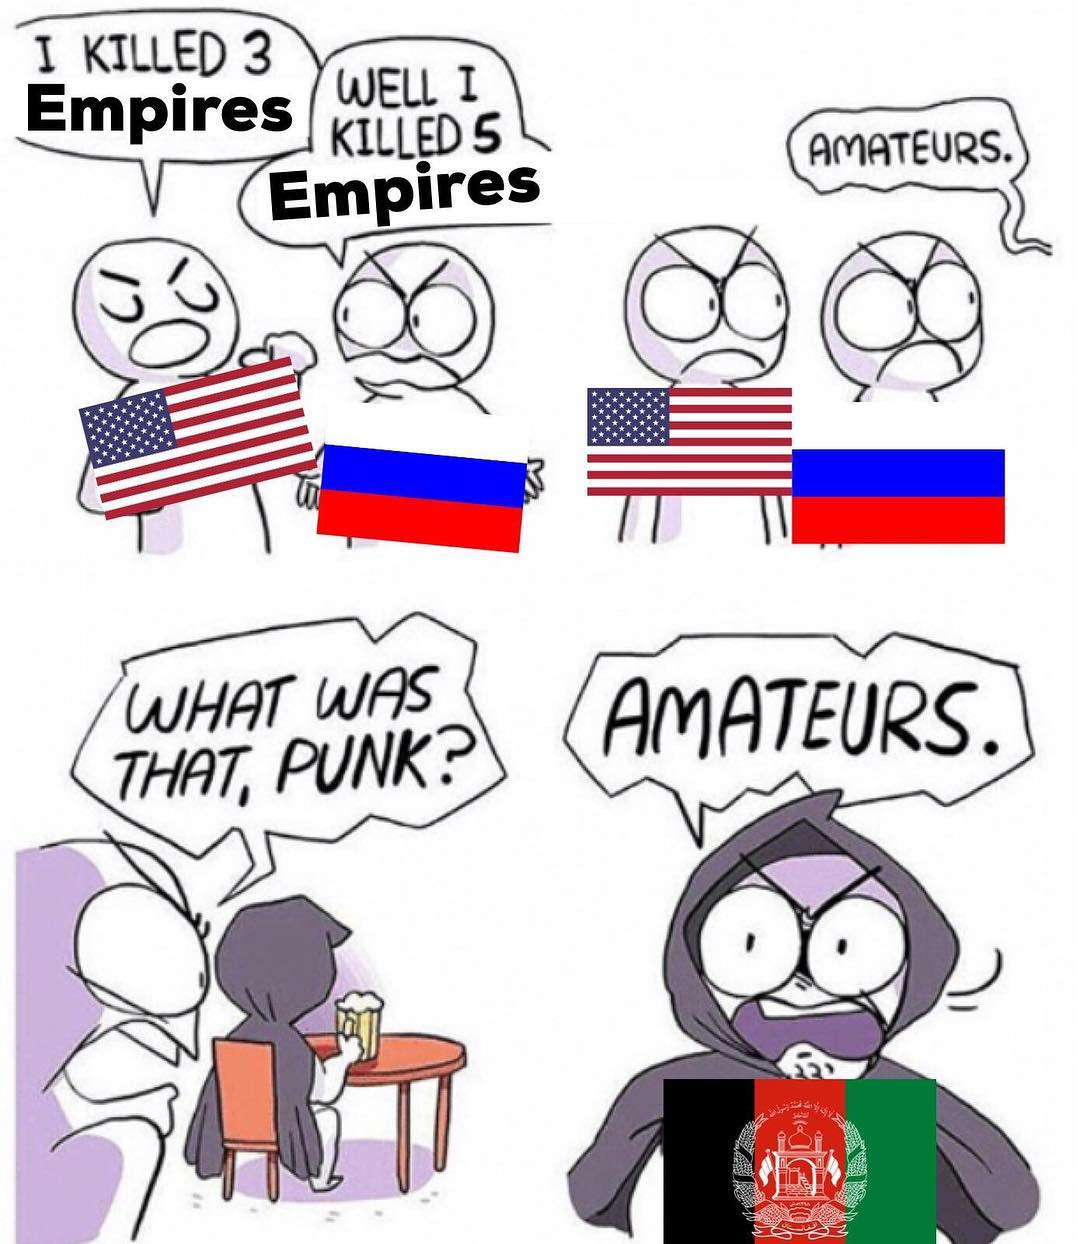 I KILLED 3
Empires
WELL I
KILLED 5
Empires
AMATEURS.
WHAT WAS
THAT, PUNK?
AMATEURS.